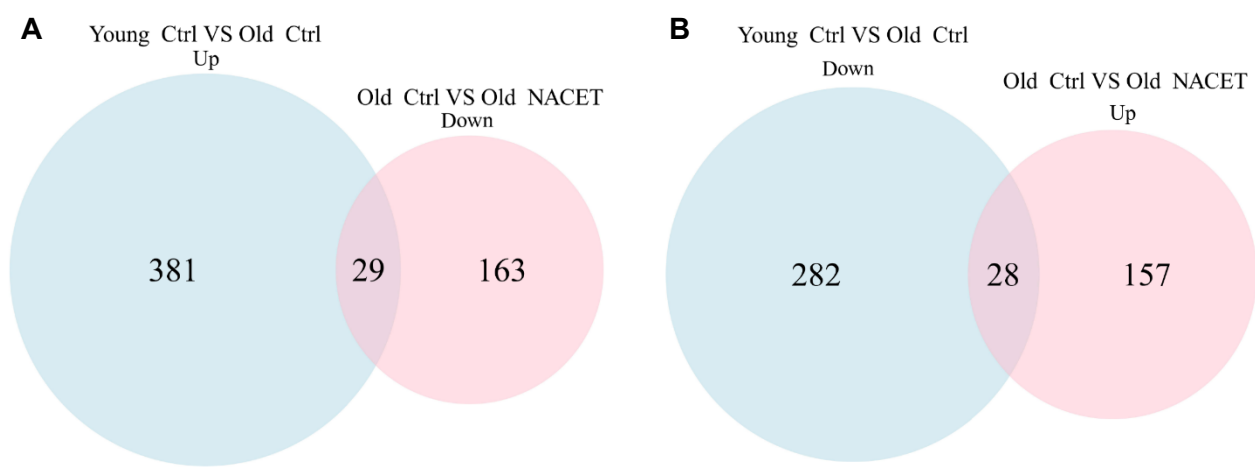 A
Young Ctrl VS Old Ctrl
Up
Old Ctrl VS Old NACET
Down
381
29
163
B
Young Ctrl VS Old Ctrl
Down
Old Ctrl VS Old NACET
Up
282
28
157